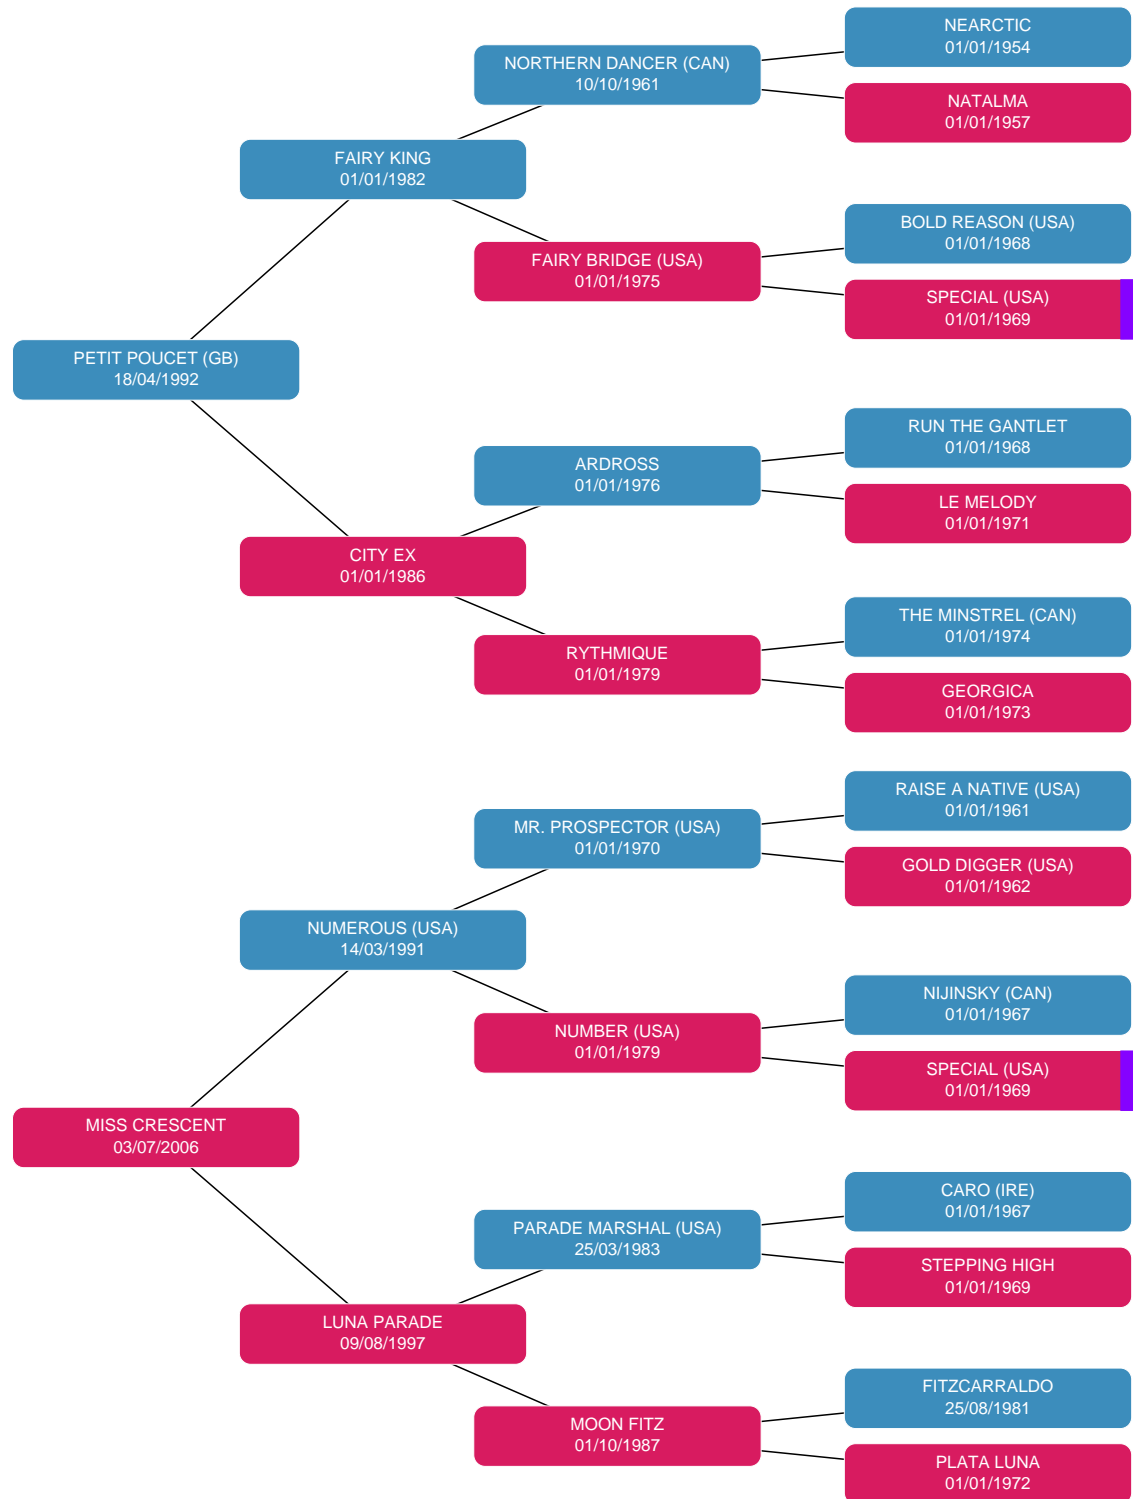 NEARCTIC
01/01/1954
NORTHERN DANCER (CAN)
10/10/1961
NATALMA
01/01/1957
FAIRY KING
01/01/1982
BOLD REASON (USA)
01/01/1968
FAIRY BRIDGE (USA)
01/01/1975
SPECIAL (USA)
01/01/1969
PETIT POUCET (GB)
18/04/1992
RUN THE GANTLET
01/01/1968
ARDROSS
01/01/1976
LE MELODY
01/01/1971
CITY EX
01/01/1986
THE MINSTREL (CAN)
01/01/1974
RYTHMIQUE
01/01/1979
GEORGICA
01/01/1973
RAISE A NATIVE (USA)
01/01/1961
MR. PROSPECTOR (USA)
01/01/1970
GOLD DIGGER (USA)
01/01/1962
NUMEROUS (USA)
14/03/1991
NIJINSKY (CAN)
01/01/1967
NUMBER (USA)
01/01/1979
SPECIAL (USA)
01/01/1969
MISS CRESCENT
03/07/2006
CARO (IRE)
01/01/1967
PARADE MARSHAL (USA)
25/03/1983
STEPPING HIGH
01/01/1969
LUNA PARADE
09/08/1997
FITZCARRALDO
25/08/1981
MOON FITZ
01/10/1987
PLATA LUNA
01/01/1972